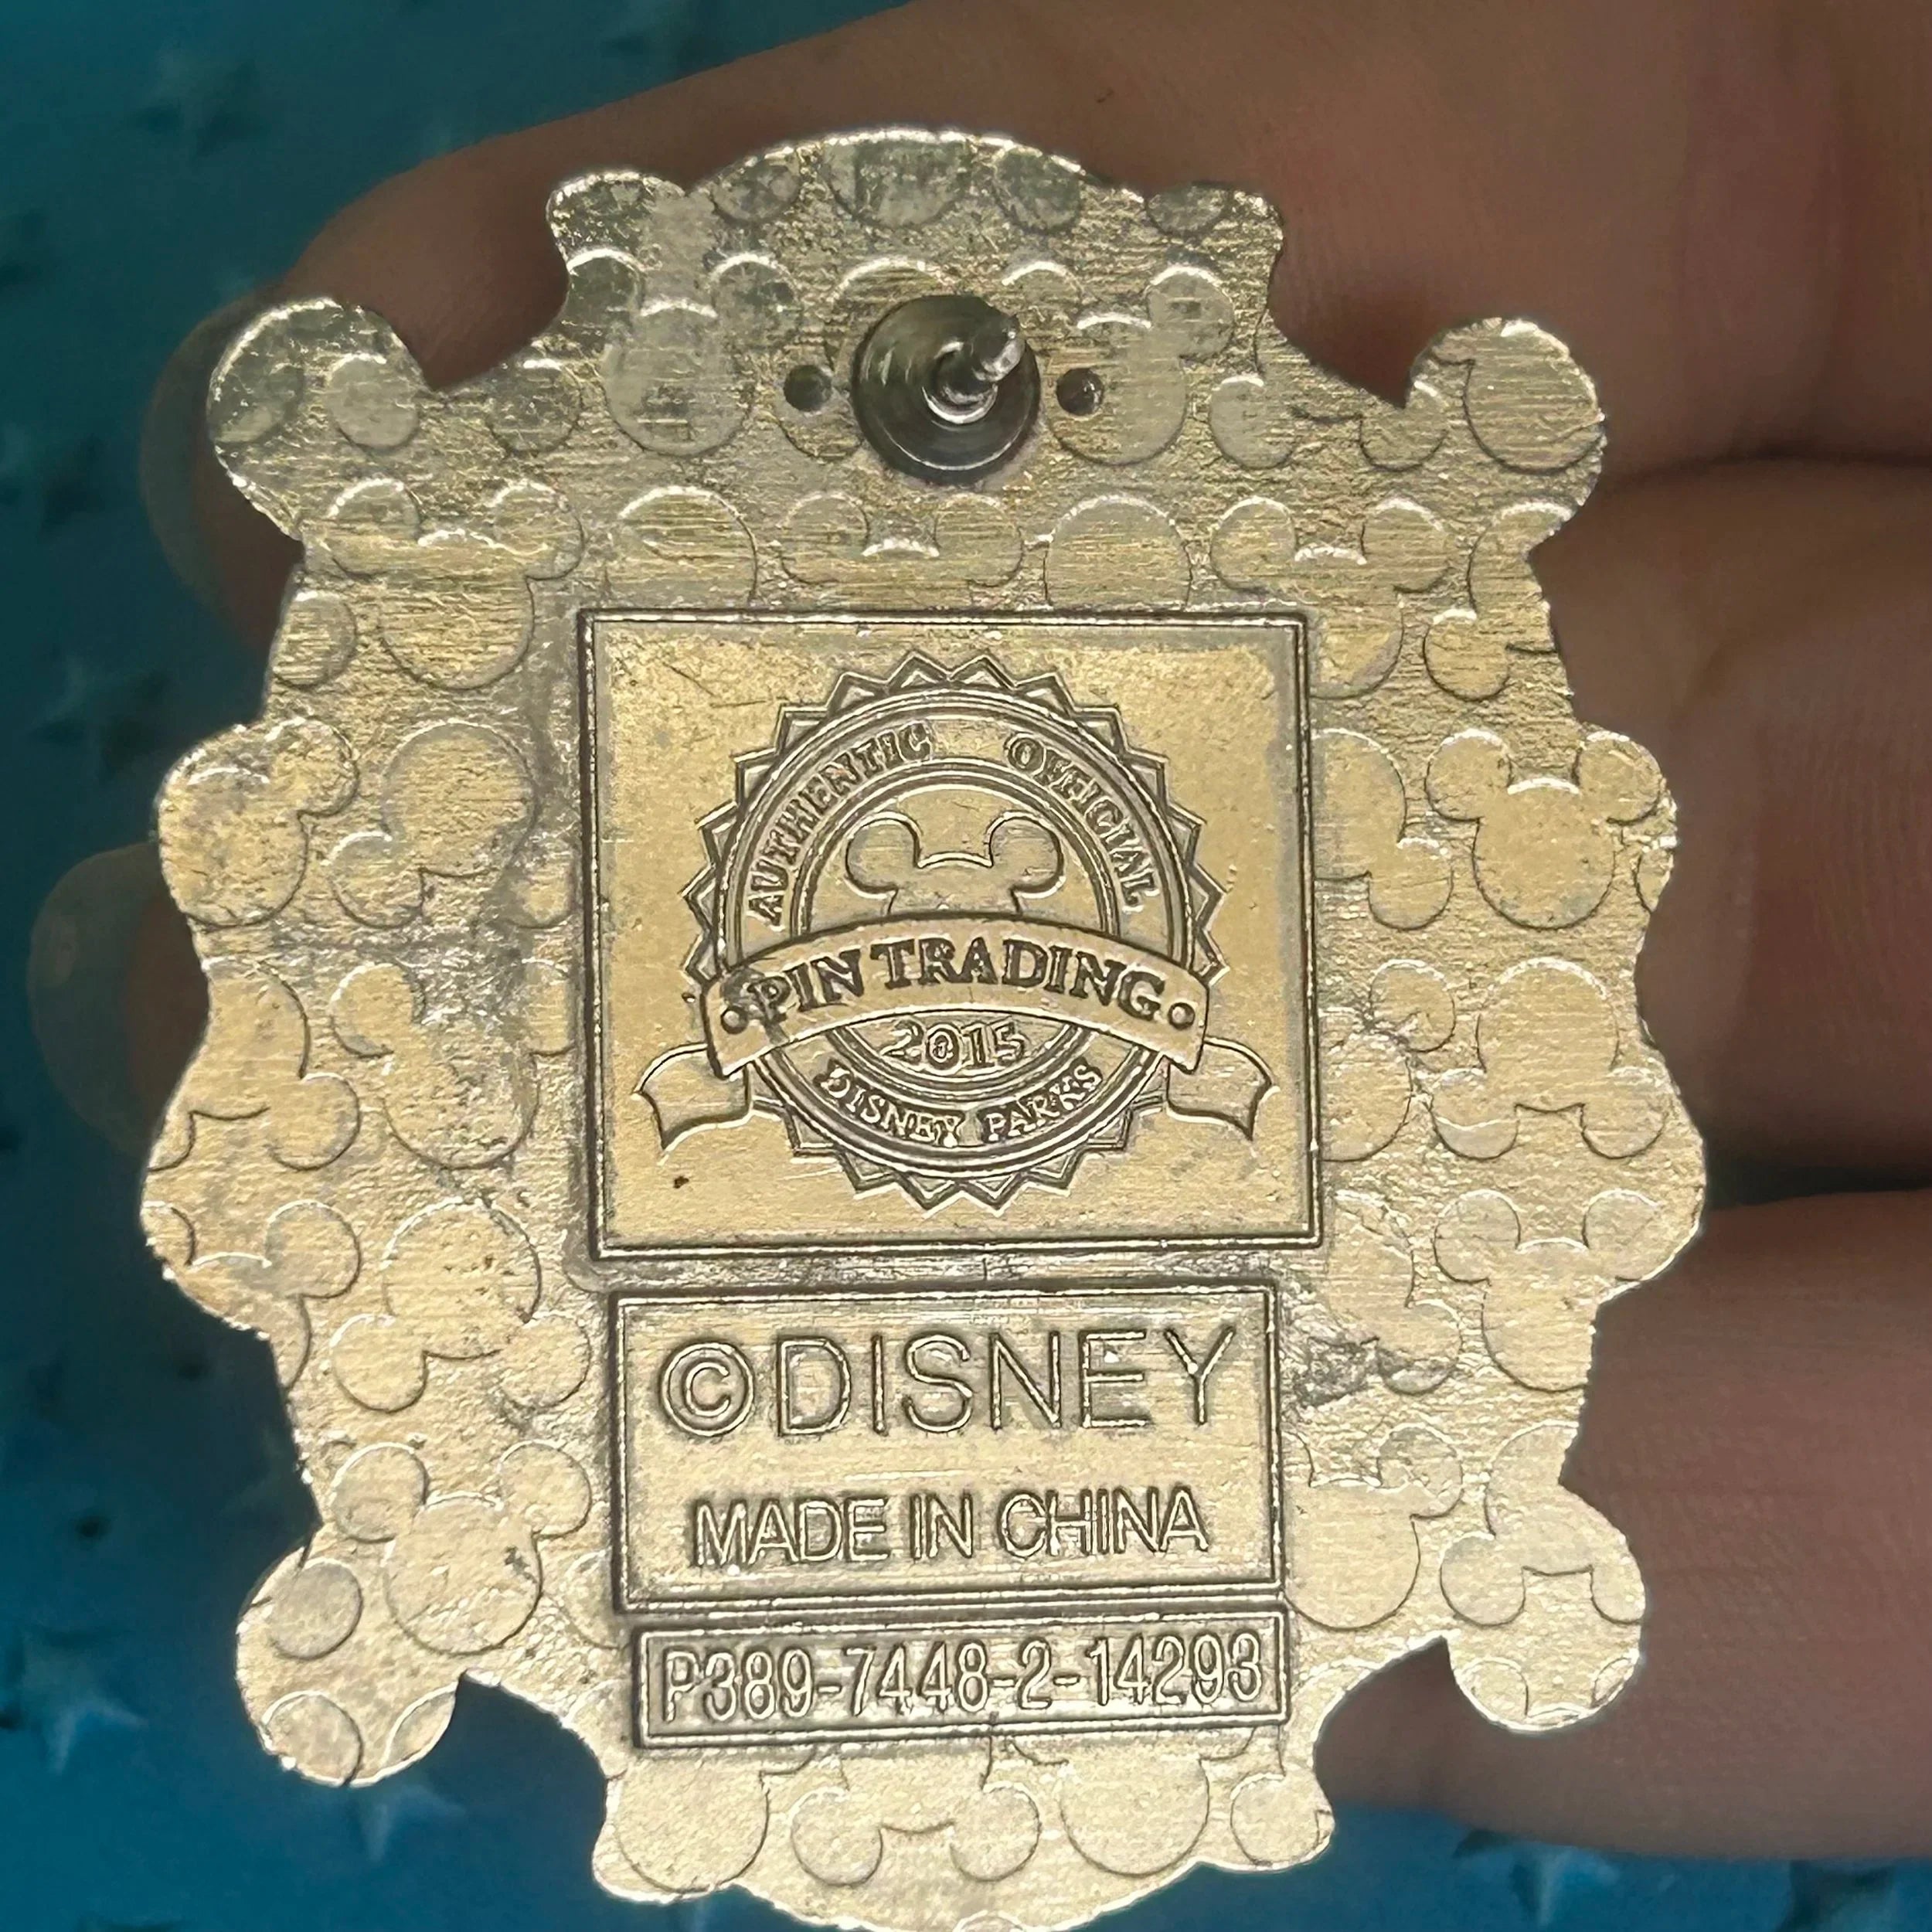 AUTHENTIC OFFICIAL
PIN TRADING
2015
DISNEY PARKS
©DISNEY
MADE IN CHINA
P389-7448-2-14293